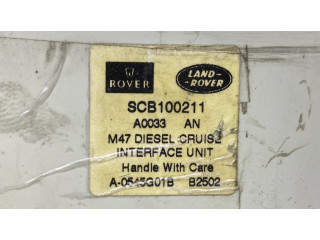 ROVER
LAND-
ROVER
SCB100211
A0033 AN
M47 DIESEL CRUISE
INTERFACE UNIT
Handle With Care
A-0545G01B B2502